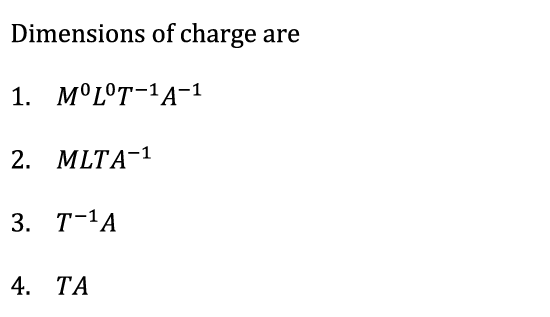 Dimensions of charge are
1. M⁰L⁰T⁻¹A⁻¹
2. MLTA⁻¹
3. T⁻¹A
4. TA